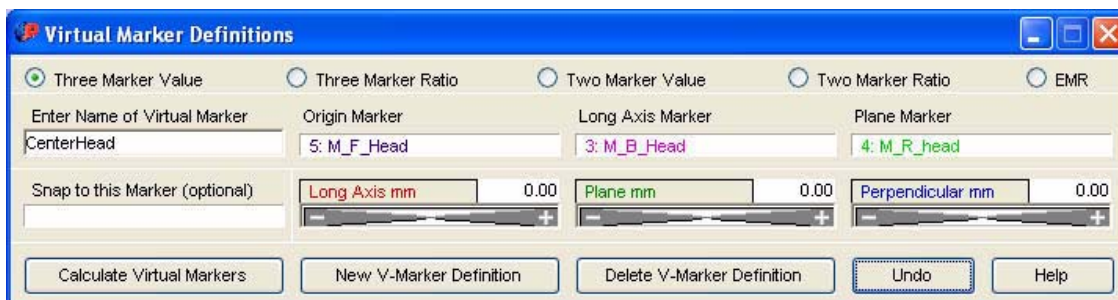 Virtual Marker Definitions
Three Marker Value Three Marker Ratio Two Marker Value Two Marker Ratio EMR
Enter Name of Virtual Marker Origin Marker Long Axis Marker Plane Marker
CenterHead 5: M_F_Head 3: M_B_Head 4: M_R_head
Snap to this Marker (optional) Long Axis mm 0.00 Plane mm 0.00 Perpendicular mm 0.00
Calculate Virtual Markers New V-Marker Definition Delete V-Marker Definition Undo Help